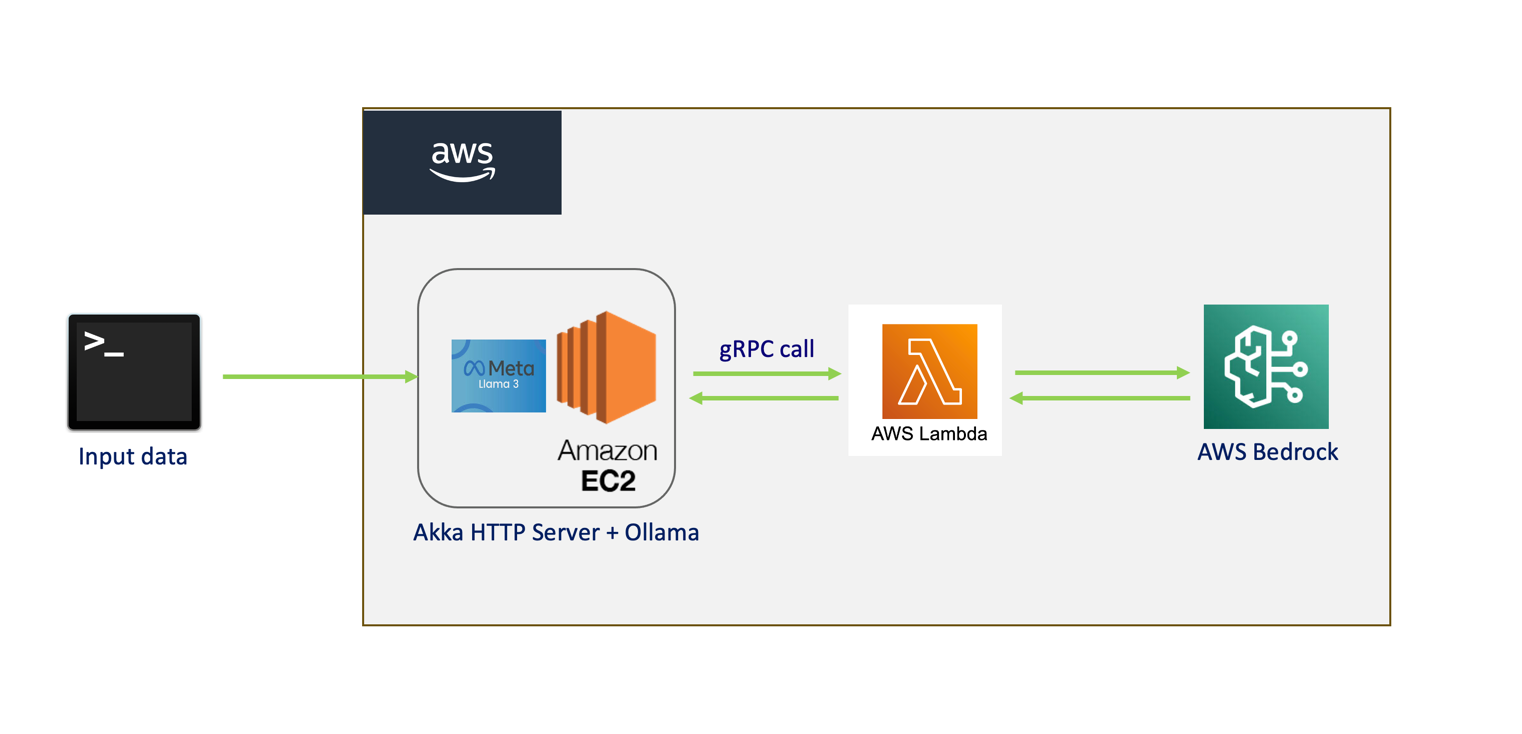 aws
>_
Meta
Llama 3
gRPC call
Amazon
EC2
AWS Lambda
AWS Bedrock
Input data
Akka HTTP Server + Ollama